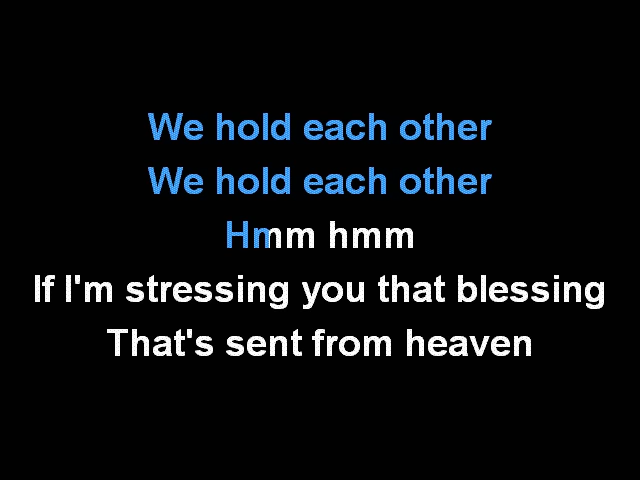 We hold each other
We hold each other
Hmm hmm
If I'm stressing you that blessing
That's sent from heaven